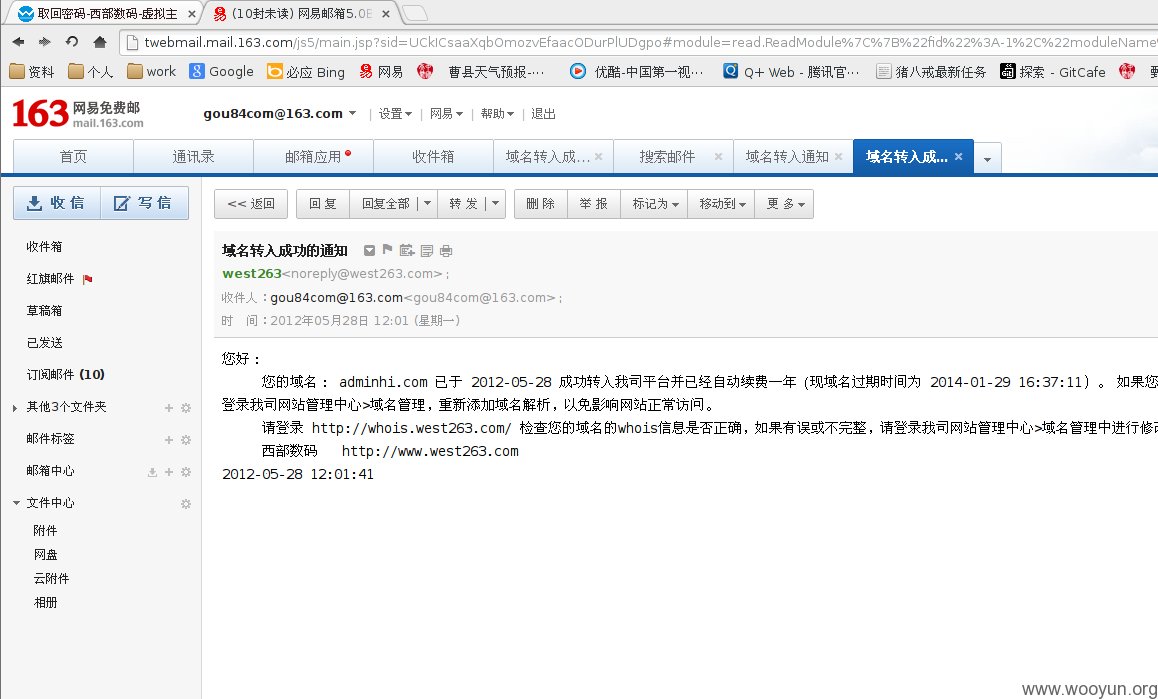 取回密码-西部数码-虚拟主 × (10封未读) 网易邮箱5.0 ×
twebmail.mail.163.com/js5/main.jsp?sid=UCkICsaaXqbOmozvEfaacODurPlUDgpo#module=read.ReadModule%7C%7B%22fid%22%3A-1%2C%22moduleName%
资料 个人 work Google 必应 Bing 网易 曹县天气预报-··· 优酷-中国第一视··· Q+ Web - 腾讯官··· 猪八戒最新任务 探索 - GitCafe
163 网易免费邮
mail.163.com
gou84com@163.com | 设置 | 网易 | 帮助 | 退出
首页 通讯录 邮箱应用 收件箱 域名转入成... × 搜索邮件 × 域名转入通知 × 域名转入成... ×
收 信 写 信
<< 返回 回 复 回复全部 转 发 删 除 举 报 标记为 移动到 更 多
收件箱
红旗邮件
草稿箱
已发送
订阅邮件 (10)
其他3个文件夹
邮件标签
邮箱中心
文件中心
附件
网盘
云附件
相册
域名转入成功的通知
west263<noreply@west263.com> ;
收件人：gou84com@163.com<gou84com@163.com> ;
时 间：2012年05月28日 12:01 (星期一)
您好：
您的域名： adminhi.com 已于 2012-05-28 成功转入我司平台并已经自动续费一年 (现域名过期时间为 2014-01-29 16:37:11) 。 如果您
登录我司网站管理中心>域名管理，重新添加域名解析，以免影响网站正常访问。
请登录 http://whois.west263.com/ 检查您的域名的whois信息是否正确，如果有误或不完整，请登录我司网站管理中心>域名管理中进行修
西部数码 http://www.west263.com
2012-05-28 12:01:41
www.wooyun.org